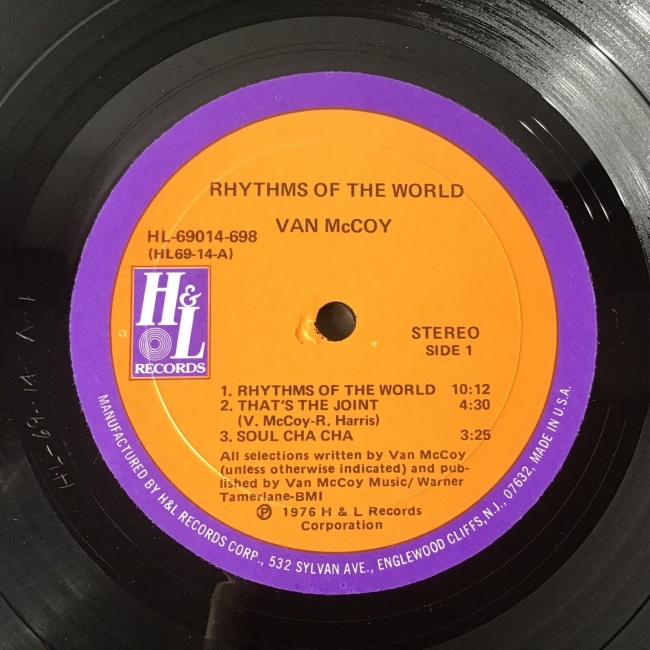 RHYTHMS OF THE WORLD
VAN McCOY
HL-69014-698
(HL69-14-A)
H&L
RECORDS
STEREO
SIDE 1
1. RHYTHMS OF THE WORLD 10:12
2. THAT'S THE JOINT 4:30
(V. McCoy-R. Harris)
3. SOUL CHA CHA 3:25
All selections written by Van McCoy
(unless otherwise indicated) and pub-
lished by Van McCoy Music/ Warner
Tamerlane-BMI
℗ 1976 H & L Records
Corporation
MANUFACTURED BY H&L RECORDS CORP., 532 SYLVAN AVE., ENGLEWOOD CLIFFS, N.J., 07632, MADE IN U.S.A.
HL-69-14 A-1